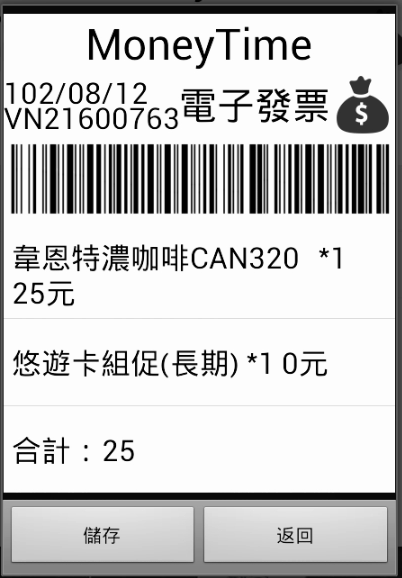 MoneyTime
102/08/12
VN21600763
電子發票
$
韋恩特濃咖啡CAN320 *1
25元
悠遊卡組促(長期) *1 0元
合計：25
儲存
返回